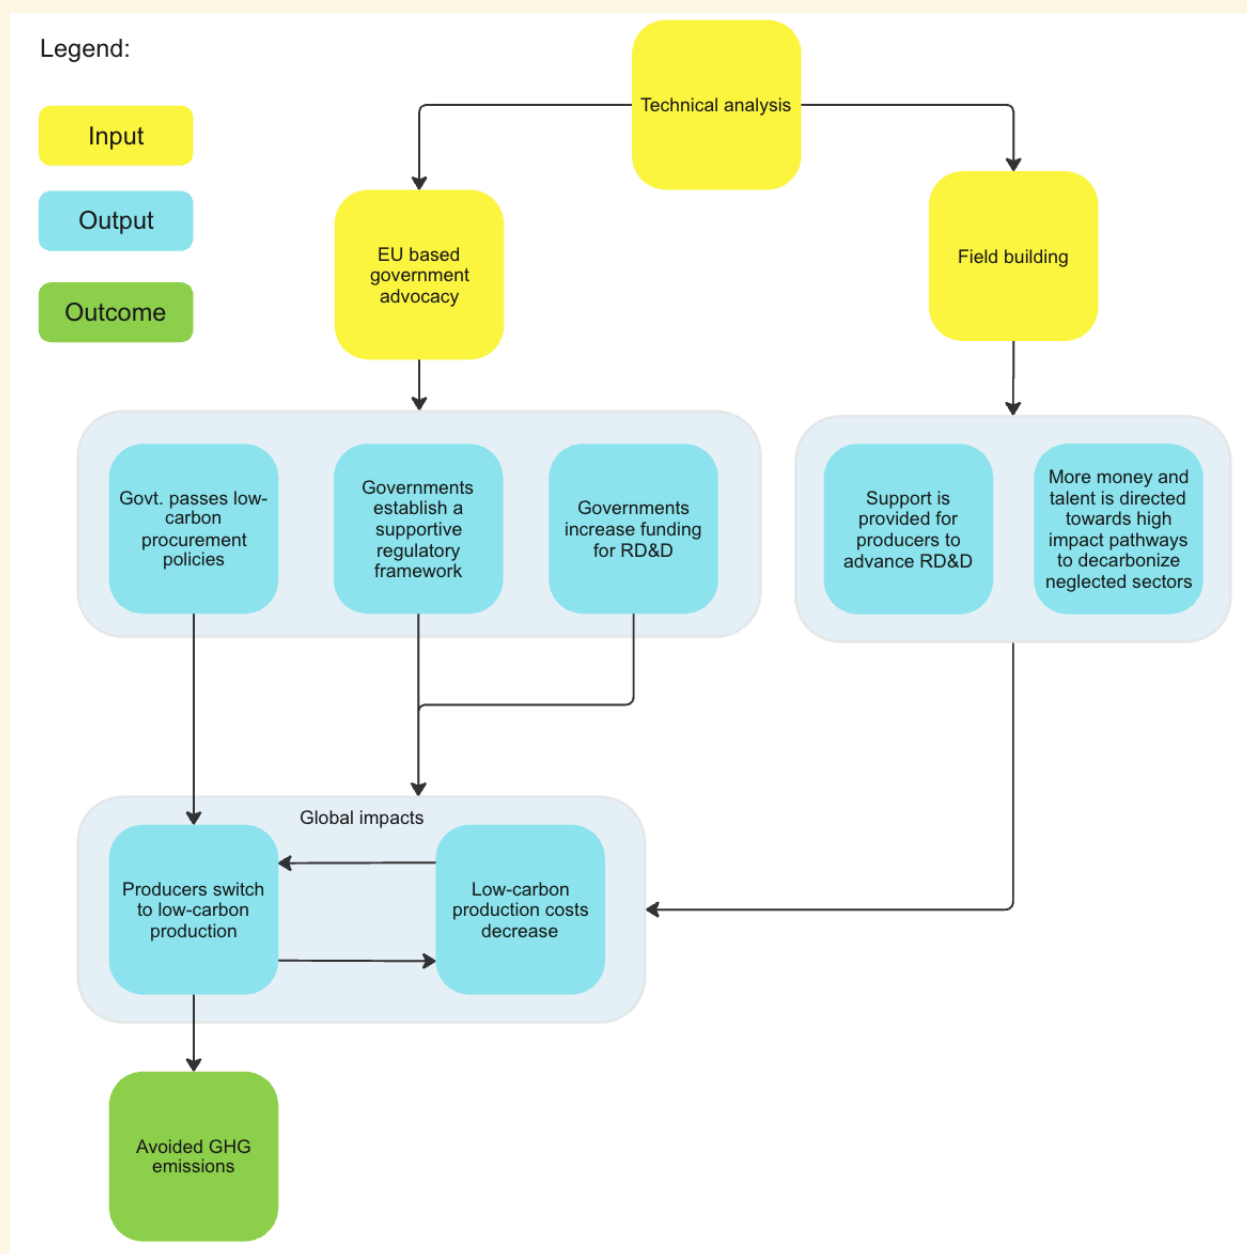 Legend:
Input
Output
Outcome
Technical analysis
EU based
government
advocacy
Field building
Govt. passes low-
carbon
procurement
policies
Governments
establish a
supportive
regulatory
framework
Governments
increase funding
for RD&D
Support is
provided for
producers to
advance RD&D
More money and
talent is directed
towards high
impact pathways
to decarbonize
neglected sectors
Global impacts
Producers switch
to low-carbon
production
Low-carbon
production costs
decrease
Avoided GHG
emissions